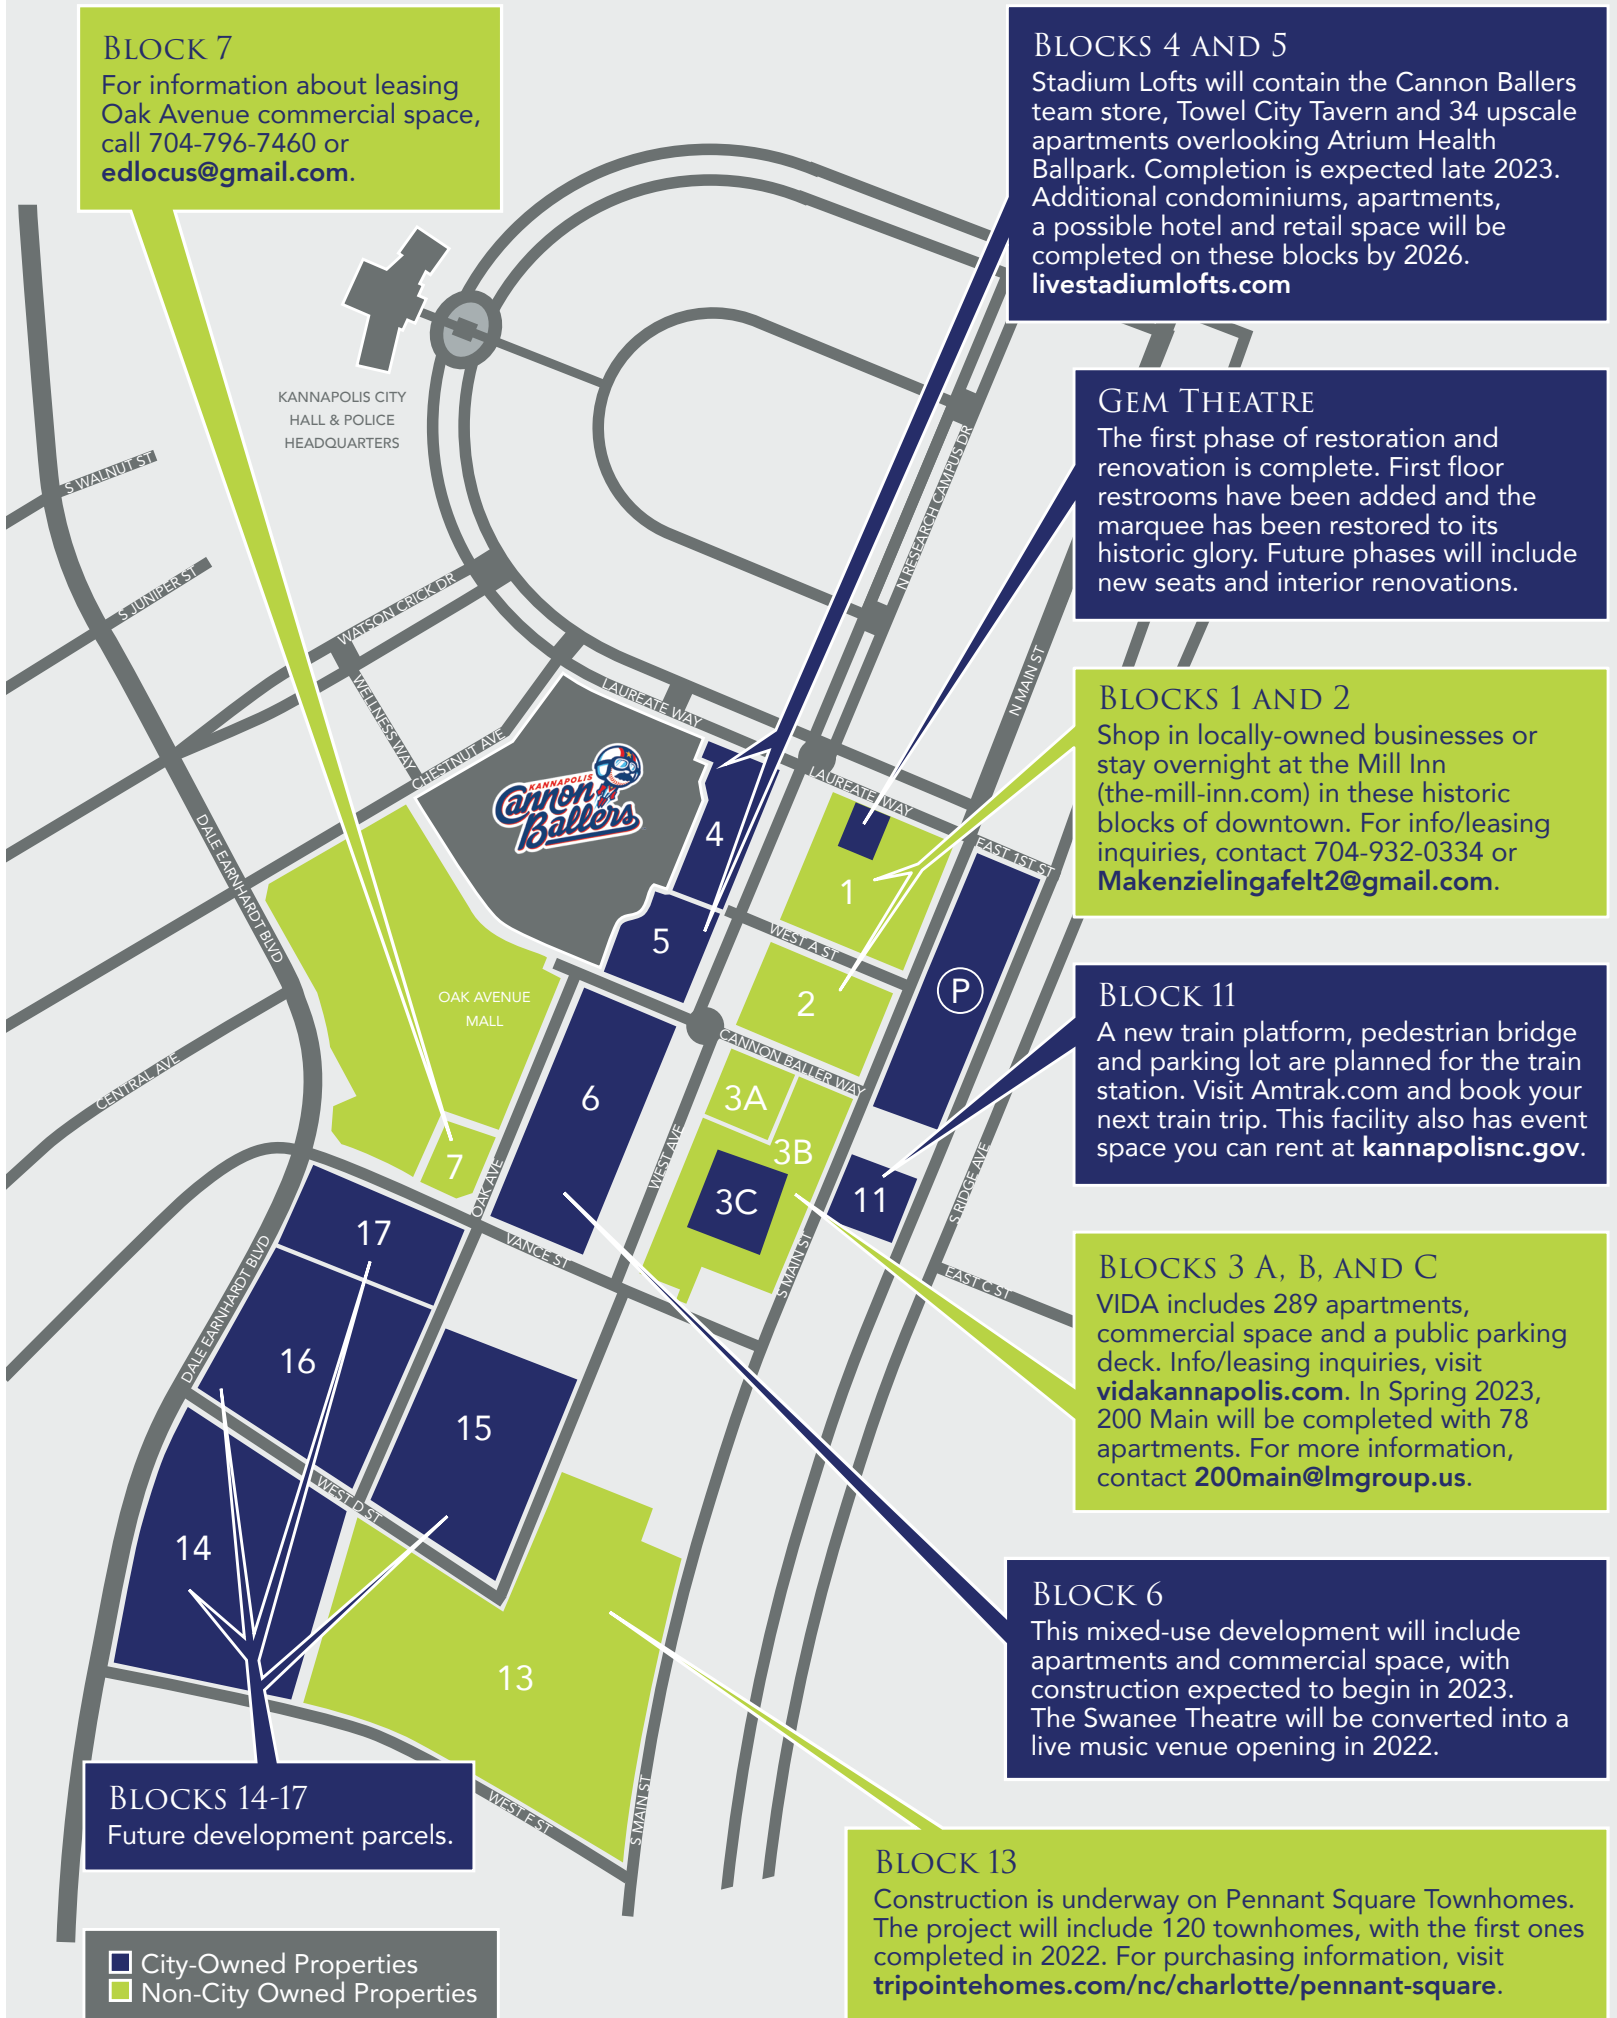 BLOCK 7
For information about leasing
Oak Avenue commercial space,
call 704-796-7460 or
edlocus@gmail.com.
BLOCKS 4 AND 5
Stadium Lofts will contain the Cannon Ballers
team store, Towel City Tavern and 34 upscale
apartments overlooking Atrium Health
Ballpark. Completion is expected late 2023.
Additional condominiums, apartments,
a possible hotel and retail space will be
completed on these blocks by 2026.
livestadiumlofts.com
KANNAPOLIS CITY
HALL & POLICE
HEADQUARTERS
GEM THEATRE
The first phase of restoration and
renovation is complete. First floor
restrooms have been added and the
marquee has been restored to its
historic glory. Future phases will include
new seats and interior renovations.
S WALNUT ST
S JUNIPER ST
WATSON CRICK DR
WELLNESS WAY
CHESTNUT AVE
LAUREATE WAY
N RESEARCH CAMPUS DR
N MAIN ST
LAUREATE WAY
EAST 1ST ST
BLOCKS 1 AND 2
Shop in locally-owned businesses or
stay overnight at the Mill Inn
(the-mill-inn.com) in these historic
blocks of downtown. For info/leasing
inquiries, contact 704-932-0334 or
Makenzielingafelt2@gmail.com.
KANNAPOLIS
Cannon
Ballers
4
1
5
WEST A ST
2
P
DALE EARNHARDT BLVD
OAK AVENUE
MALL
CANNON BALLER WAY
BLOCK 11
A new train platform, pedestrian bridge
and parking lot are planned for the train
station. Visit Amtrak.com and book your
next train trip. This facility also has event
space you can rent at kannapolisnc.gov.
CENTRAL AVE
6
3A
3B
3C
7
11
OAK AVE
WEST AVE
S RIDGE AVE
VANCE ST
S MAIN ST
EAST C ST
BLOCKS 3 A, B, AND C
VIDA includes 289 apartments,
commercial space and a public parking
deck. Info/leasing inquiries, visit
vidakannapolis.com. In Spring 2023,
200 Main will be completed with 78
apartments. For more information,
contact 200main@lmgroup.us.
DALE EARNHARDT BLVD
17
16
15
WEST D ST
14
13
BLOCK 6
This mixed-use development will include
apartments and commercial space, with
construction expected to begin in 2023.
The Swanee Theatre will be converted into a
live music venue opening in 2022.
BLOCKS 14-17
Future development parcels.
WEST F ST
S MAIN ST
BLOCK 13
Construction is underway on Pennant Square Townhomes.
The project will include 120 townhomes, with the first ones
completed in 2022. For purchasing information, visit
tripointehomes.com/nc/charlotte/pennant-square.
City-Owned Properties
Non-City Owned Properties